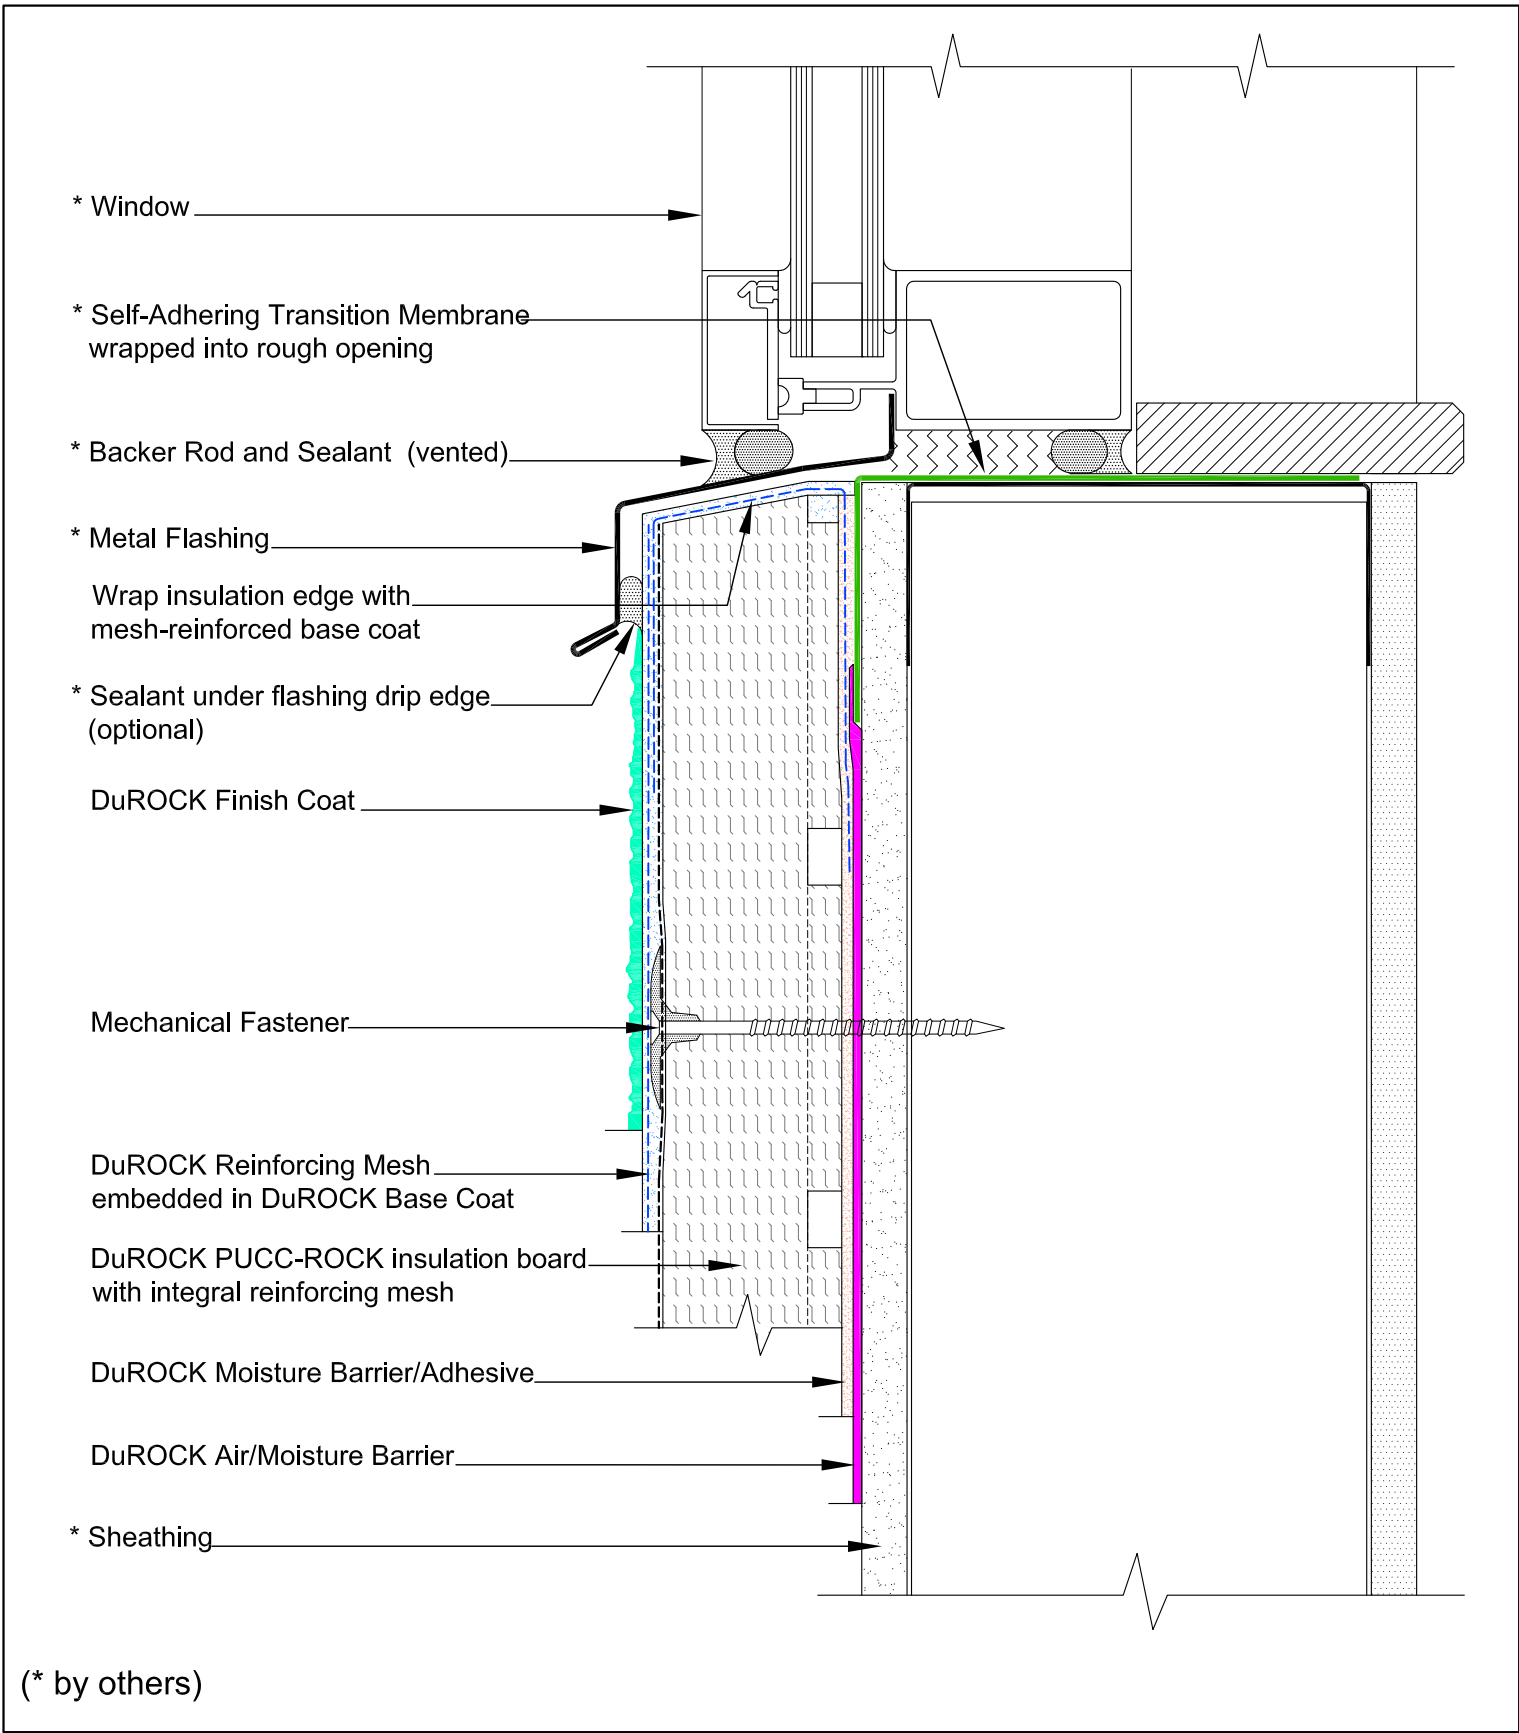 * Window
* Self-Adhering Transition Membrane
wrapped into rough opening
* Backer Rod and Sealant (vented)
* Metal Flashing
Wrap insulation edge with
mesh-reinforced base coat
* Sealant under flashing drip edge
(optional)
DuROCK Finish Coat
Mechanical Fastener
DuROCK Reinforcing Mesh
embedded in DuROCK Base Coat
DuROCK PUCC-ROCK insulation board
with integral reinforcing mesh
DuROCK Moisture Barrier/Adhesive
DuROCK Air/Moisture Barrier
* Sheathing
(* by others)